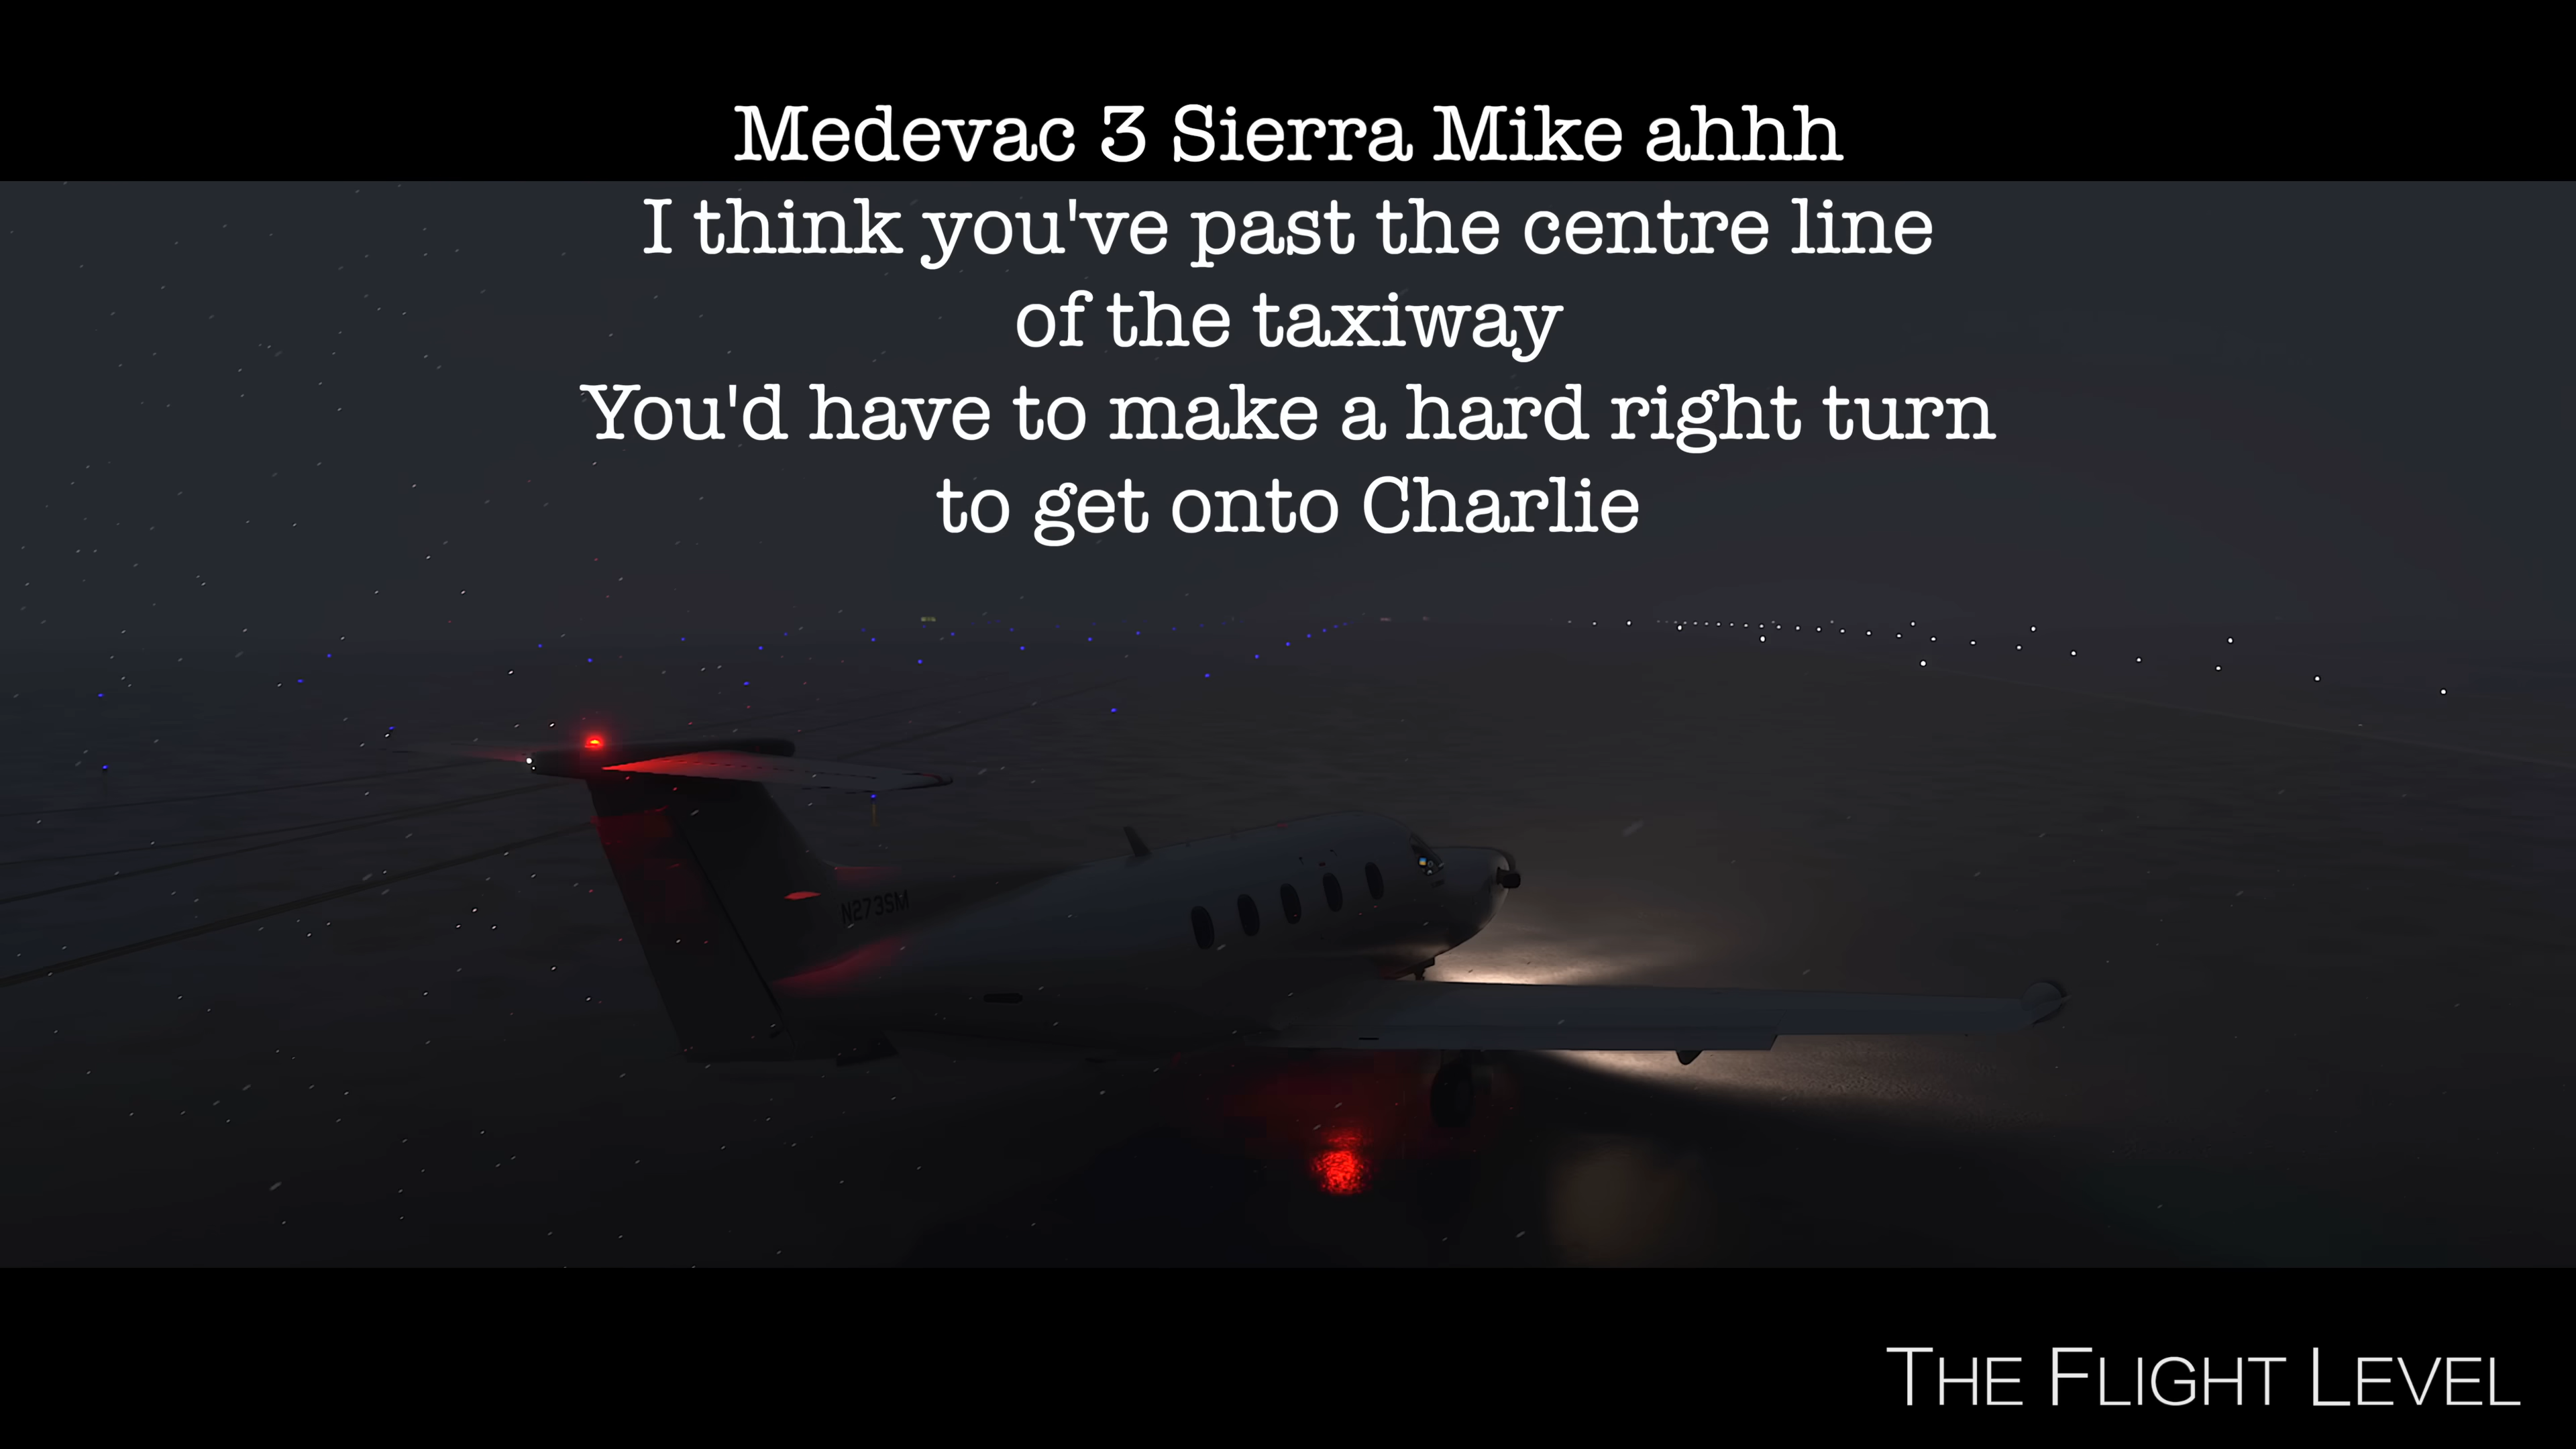 Medevac 3 Sierra Mike ahhh
I think you've past the centre line
of the taxiway
You'd have to make a hard right turn
to get onto Charlie
N273SM
THE FLIGHT LEVEL